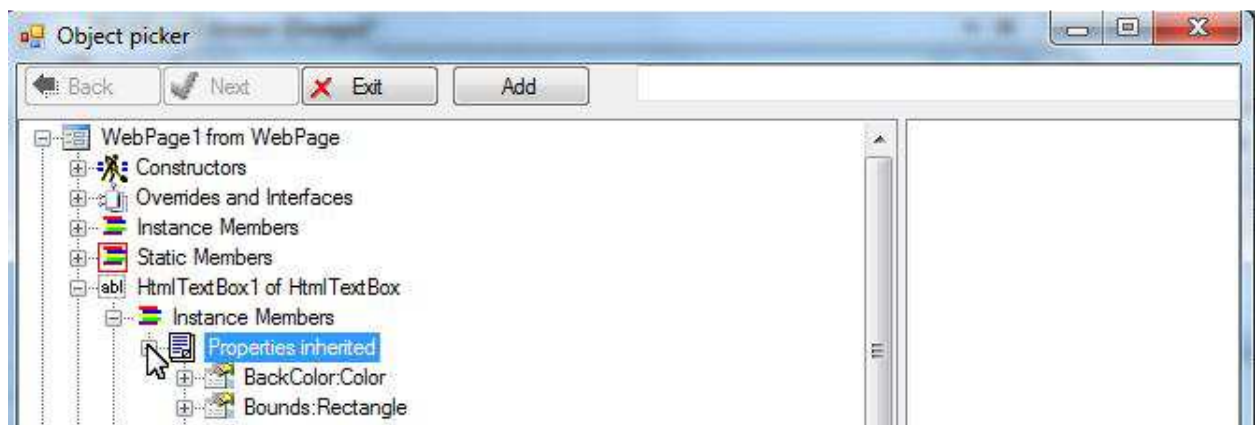 Object picker
Back Next Exit Add
WebPage1 from WebPage
Constructors
Overrides and Interfaces
Instance Members
Static Members
abl HtmlTextBox1 of HtmlTextBox
Instance Members
Properties inherited
BackColor:Color
Bounds:Rectangle